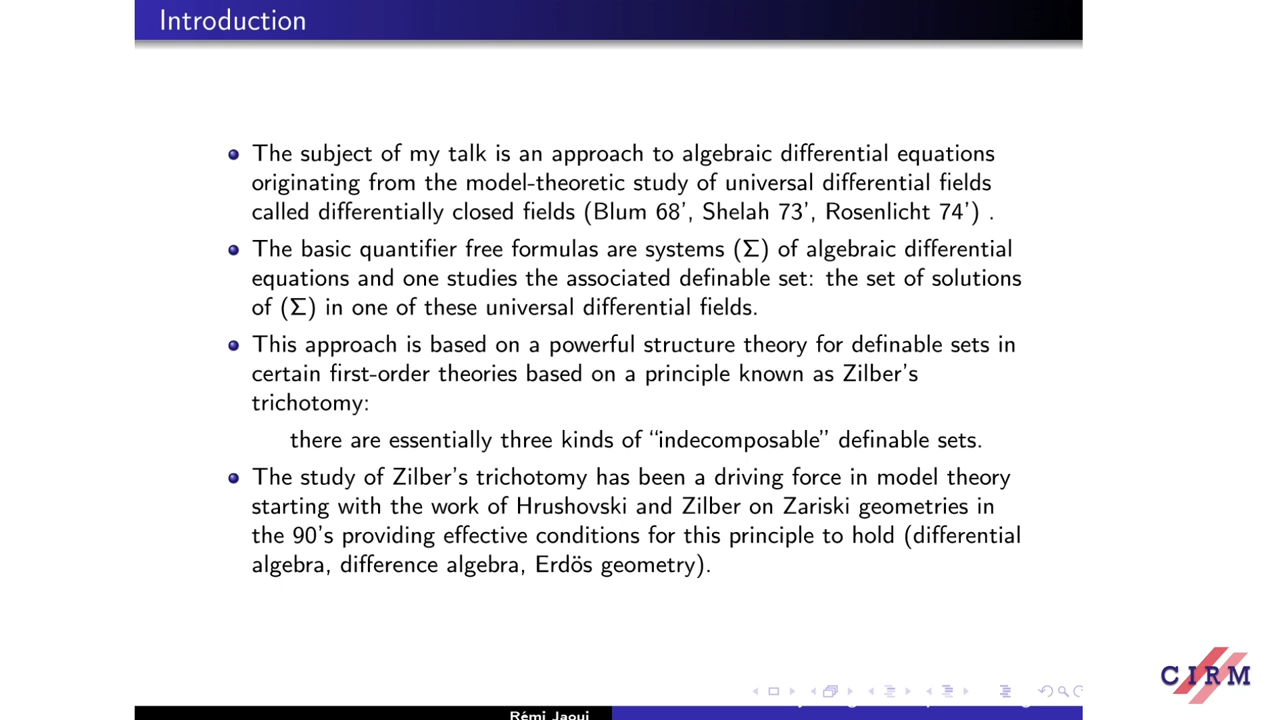 Introduction
The subject of my talk is an approach to algebraic differential equations
originating from the model-theoretic study of universal differential fields
called differentially closed fields (Blum 68', Shelah 73', Rosenlicht 74') .
The basic quantifier free formulas are systems (Σ) of algebraic differential
equations and one studies the associated definable set: the set of solutions
of (Σ) in one of these universal differential fields.
This approach is based on a powerful structure theory for definable sets in
certain first-order theories based on a principle known as Zilber's
trichotomy:
there are essentially three kinds of “indecomposable” definable sets.
The study of Zilber's trichotomy has been a driving force in model theory
starting with the work of Hrushovski and Zilber on Zariski geometries in
the 90's providing effective conditions for this principle to hold (differential
algebra, difference algebra, Erdös geometry).
CIRM
Rémi Jaoui